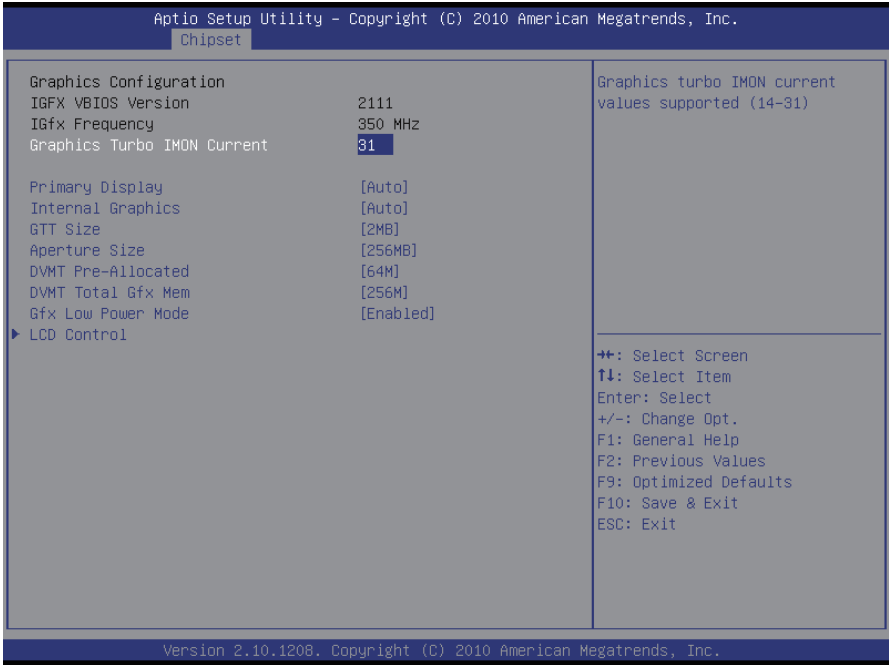 Aptio Setup Utility – Copyright (C) 2010 American Megatrends, Inc.
Chipset
Graphics Configuration
IGFX VBIOS Version 2111
IGfx Frequency 350 MHz
Graphics Turbo IMON Current 31
Primary Display [Auto]
Internal Graphics [Auto]
GTT Size [2MB]
Aperture Size [256MB]
DVMT Pre-Allocated [64M]
DVMT Total Gfx Mem [256M]
Gfx Low Power Mode [Enabled]
▶ LCD Control
Graphics turbo IMON current
values supported (14-31)
→←: Select Screen
↑↓: Select Item
Enter: Select
+/-: Change Opt.
F1: General Help
F2: Previous Values
F9: Optimized Defaults
F10: Save & Exit
ESC: Exit
Version 2.10.1208. Copyright (C) 2010 American Megatrends, Inc.